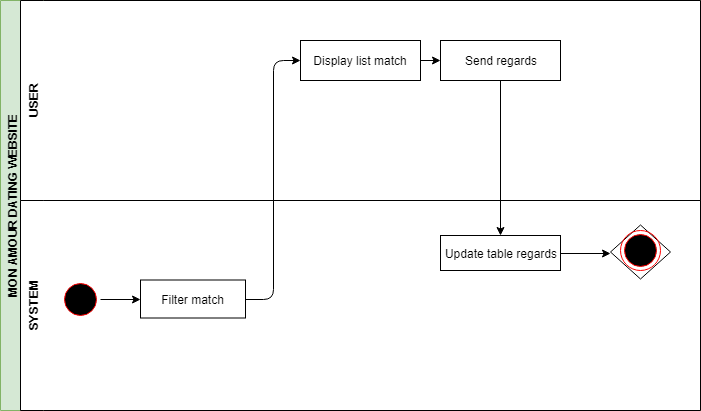 MON AMOUR DATING WEBSITE
USER
Display list match
Send regards
SYSTEM
Filter match
Update table regards